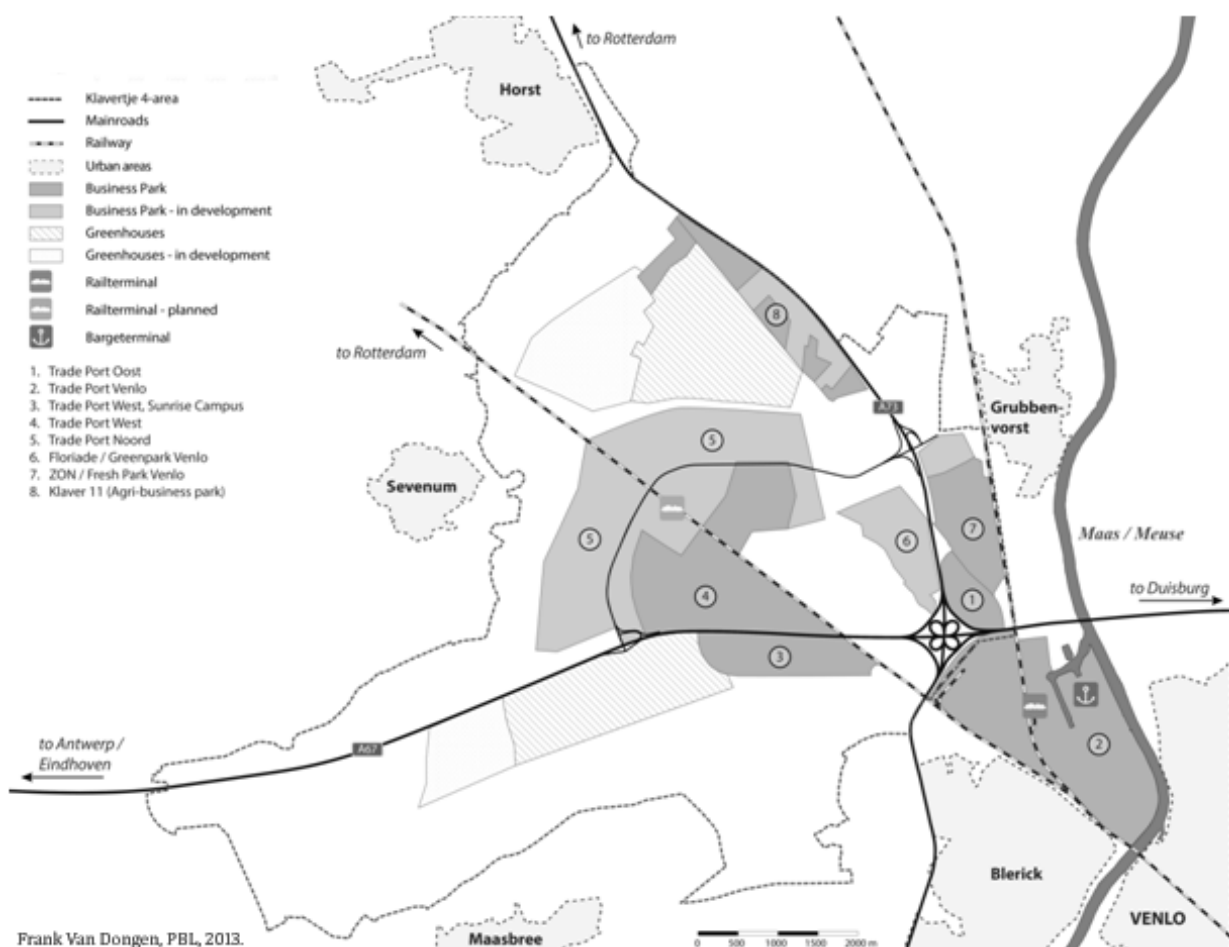 to Rotterdam
Horst
Klavertje 4-area
Mainroads
Railway
Urban areas
Business Park
Business Park - in development
Greenhouses
Greenhouses - in development
Railterminal
Railterminal - planned
Bargeterminal
1. Trade Port Oost
2. Trade Port Venlo
3. Trade Port West, Sunrise Campus
4. Trade Port West
5. Trade Port Noord
6. Floriade / Greenpark Venlo
7. ZON / Fresh Park Venlo
8. Klaver 11 (Agri-business park)
8
to Rotterdam
A73
Grubben-
vorst
5
Sevenum
Maas / Meuse
7
5
6
4
1
to Duisburg
3
2
to Antwerp /
Eindhoven
A67
Blerick
VENLO
Maasbree
0 500 1000 2000 m
Frank Van Dongen, PBL, 2013.